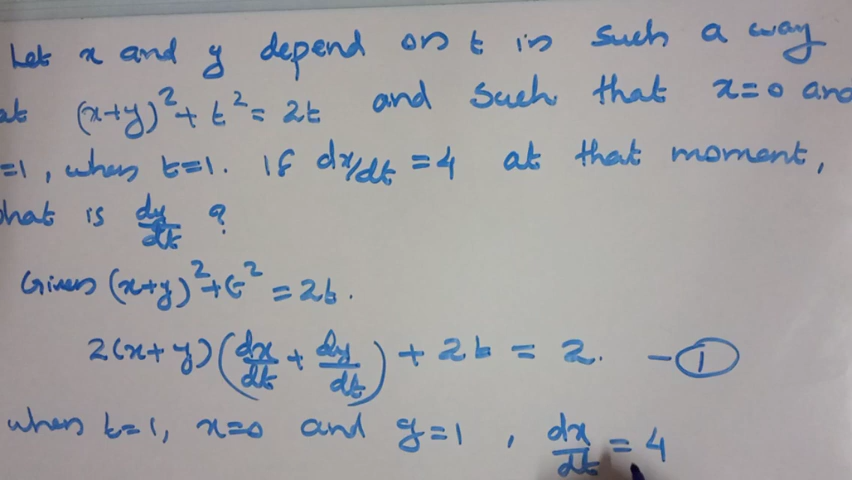 Let x and y depend on t in such a way
at (x+y)² + t² = 2t and such that x=0 and
=1, when t=1. If dx/dt = 4 at that moment,
hat is dy/dt ?
Given (x+y)² + t² = 2t.
2(x+y)(dx/dt + dy/dt) + 2t = 2. - ①
when t=1, x=0 and y=1, dx/dt = 4